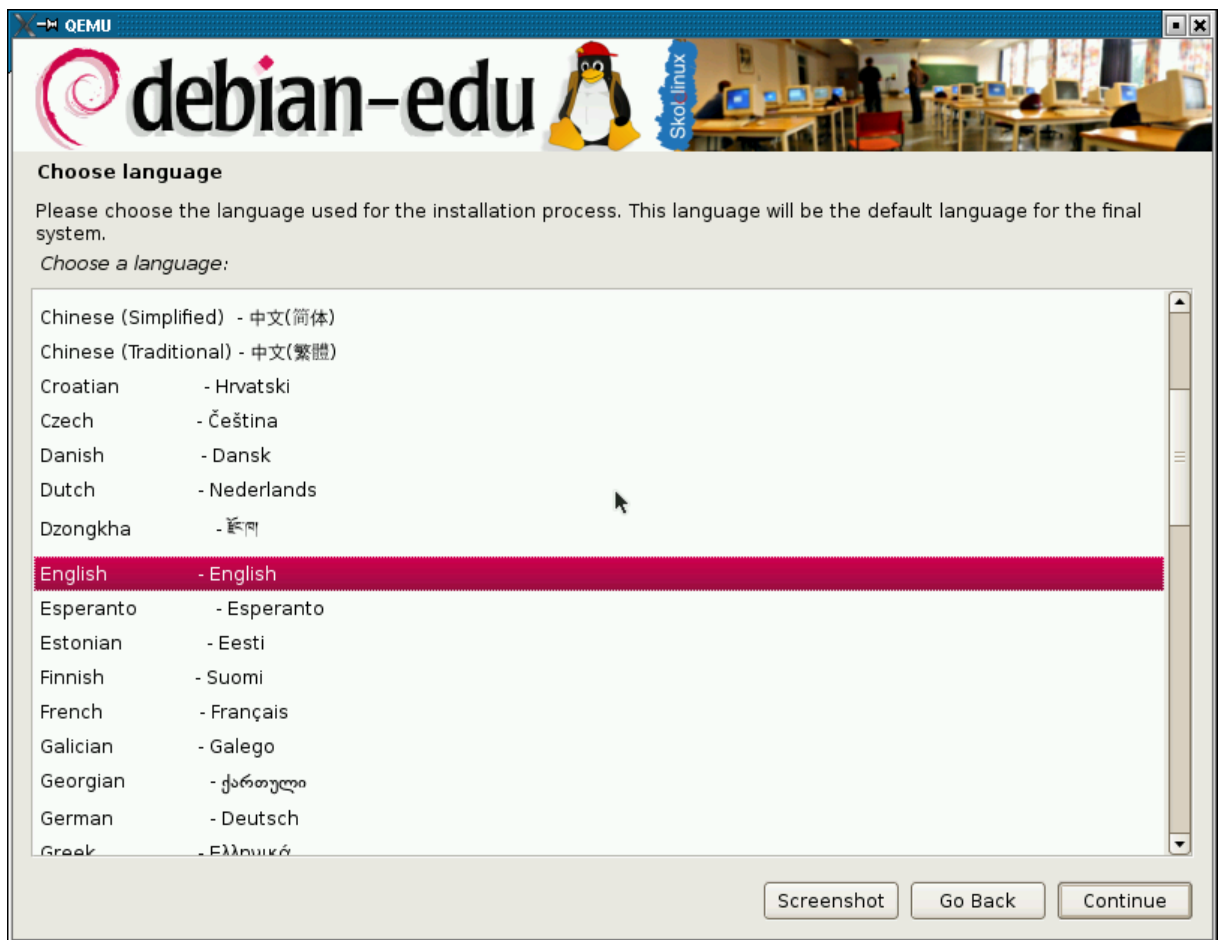 QEMU
debian-edu
Skolelinux
Choose language
Please choose the language used for the installation process. This language will be the default language for the final
system.
Choose a language:
Chinese (Simplified) - 中文(简体)
Chinese (Traditional) - 中文(繁體)
Croatian - Hrvatski
Czech - Čeština
Danish - Dansk
Dutch - Nederlands
Dzongkha - རྫོང་ཁ།
English - English
Esperanto - Esperanto
Estonian - Eesti
Finnish - Suomi
French - Français
Galician - Galego
Georgian - ქართული
German - Deutsch
Greek - Ελληνικά
Screenshot Go Back Continue